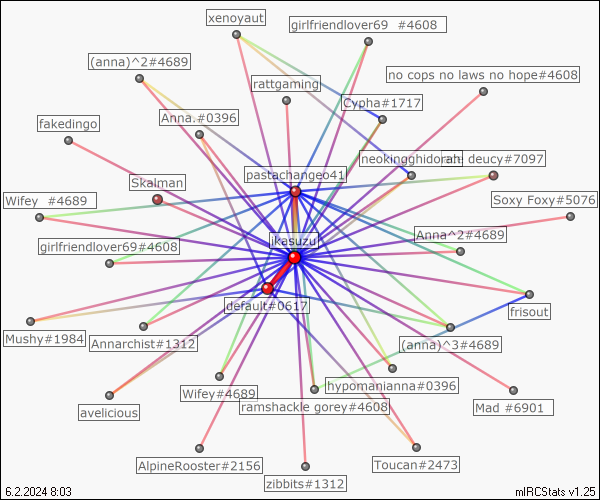 xenoyaut
girlfriendlover69 #4608
(anna)^2#4689
rattgaming
no cops no laws no hope#4608
Cypha#1717
Anna.#0396
fakedingo
neokingghidorah
deucy#7097
pastachangeo41
Skalman
Wifey #4689
Soxy Foxy#5076
Anna^2#4689
ikasuzu
girlfriendlover69#4608
default#0617
frisout
Mushy#1984
Annarchist#1312
(anna)^3#4689
hypomanianna#0396
Wifey#4689
ramshackle gorey#4608
Mad #6901
avelicious
AlpineRooster#2156
Toucan#2473
zibbits#1312
6.2.2024 8:03
mIRCStats v1.25